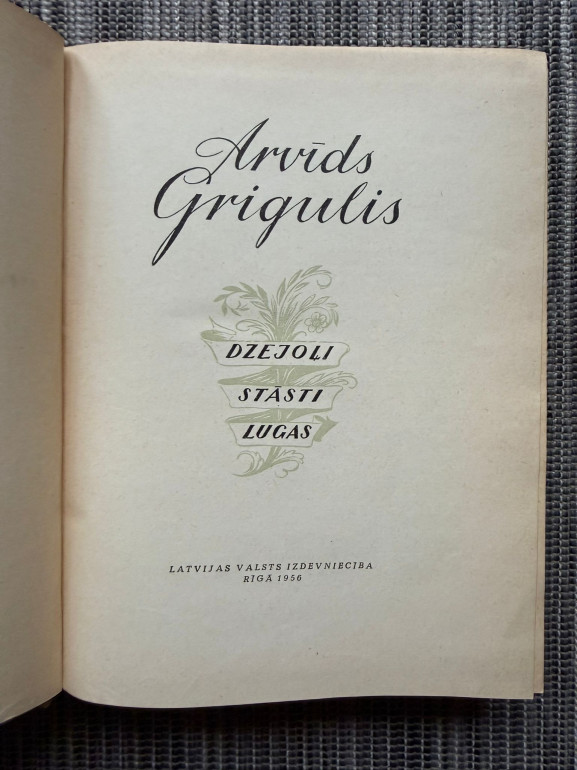 Arvīds
Grigulis
DZEJOĻI
STĀSTI
LUGAS
LATVIJAS VALSTS IZDEVNIECĪBA
RĪGĀ 1956